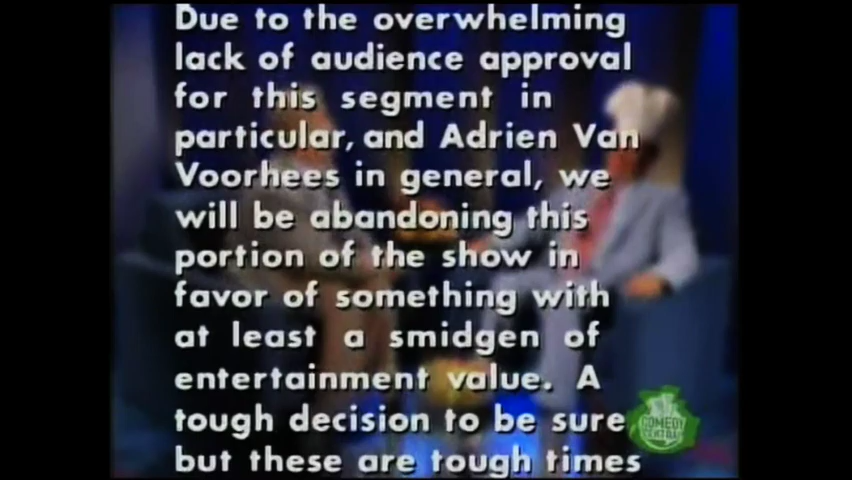 Due to the overwhelming
lack of audience approval
for this segment in
particular, and Adrien Van
Voorhees in general, we
will be abandoning this
portion of the show in
favor of something with
at least a smidgen of
entertainment value. A
tough decision to be sure
but these are tough times
COMEDY
CENTRAL